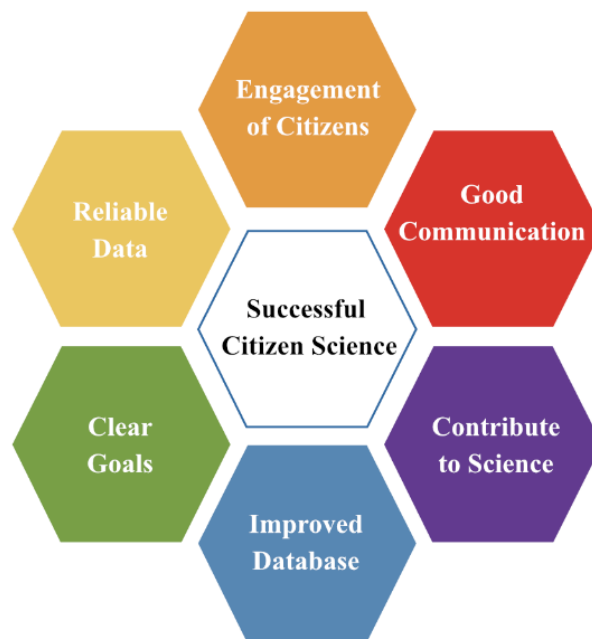 Engagement
of Citizens
Reliable
Data
Good
Communication
Successful
Citizen Science
Clear
Goals
Contribute
to Science
Improved
Database